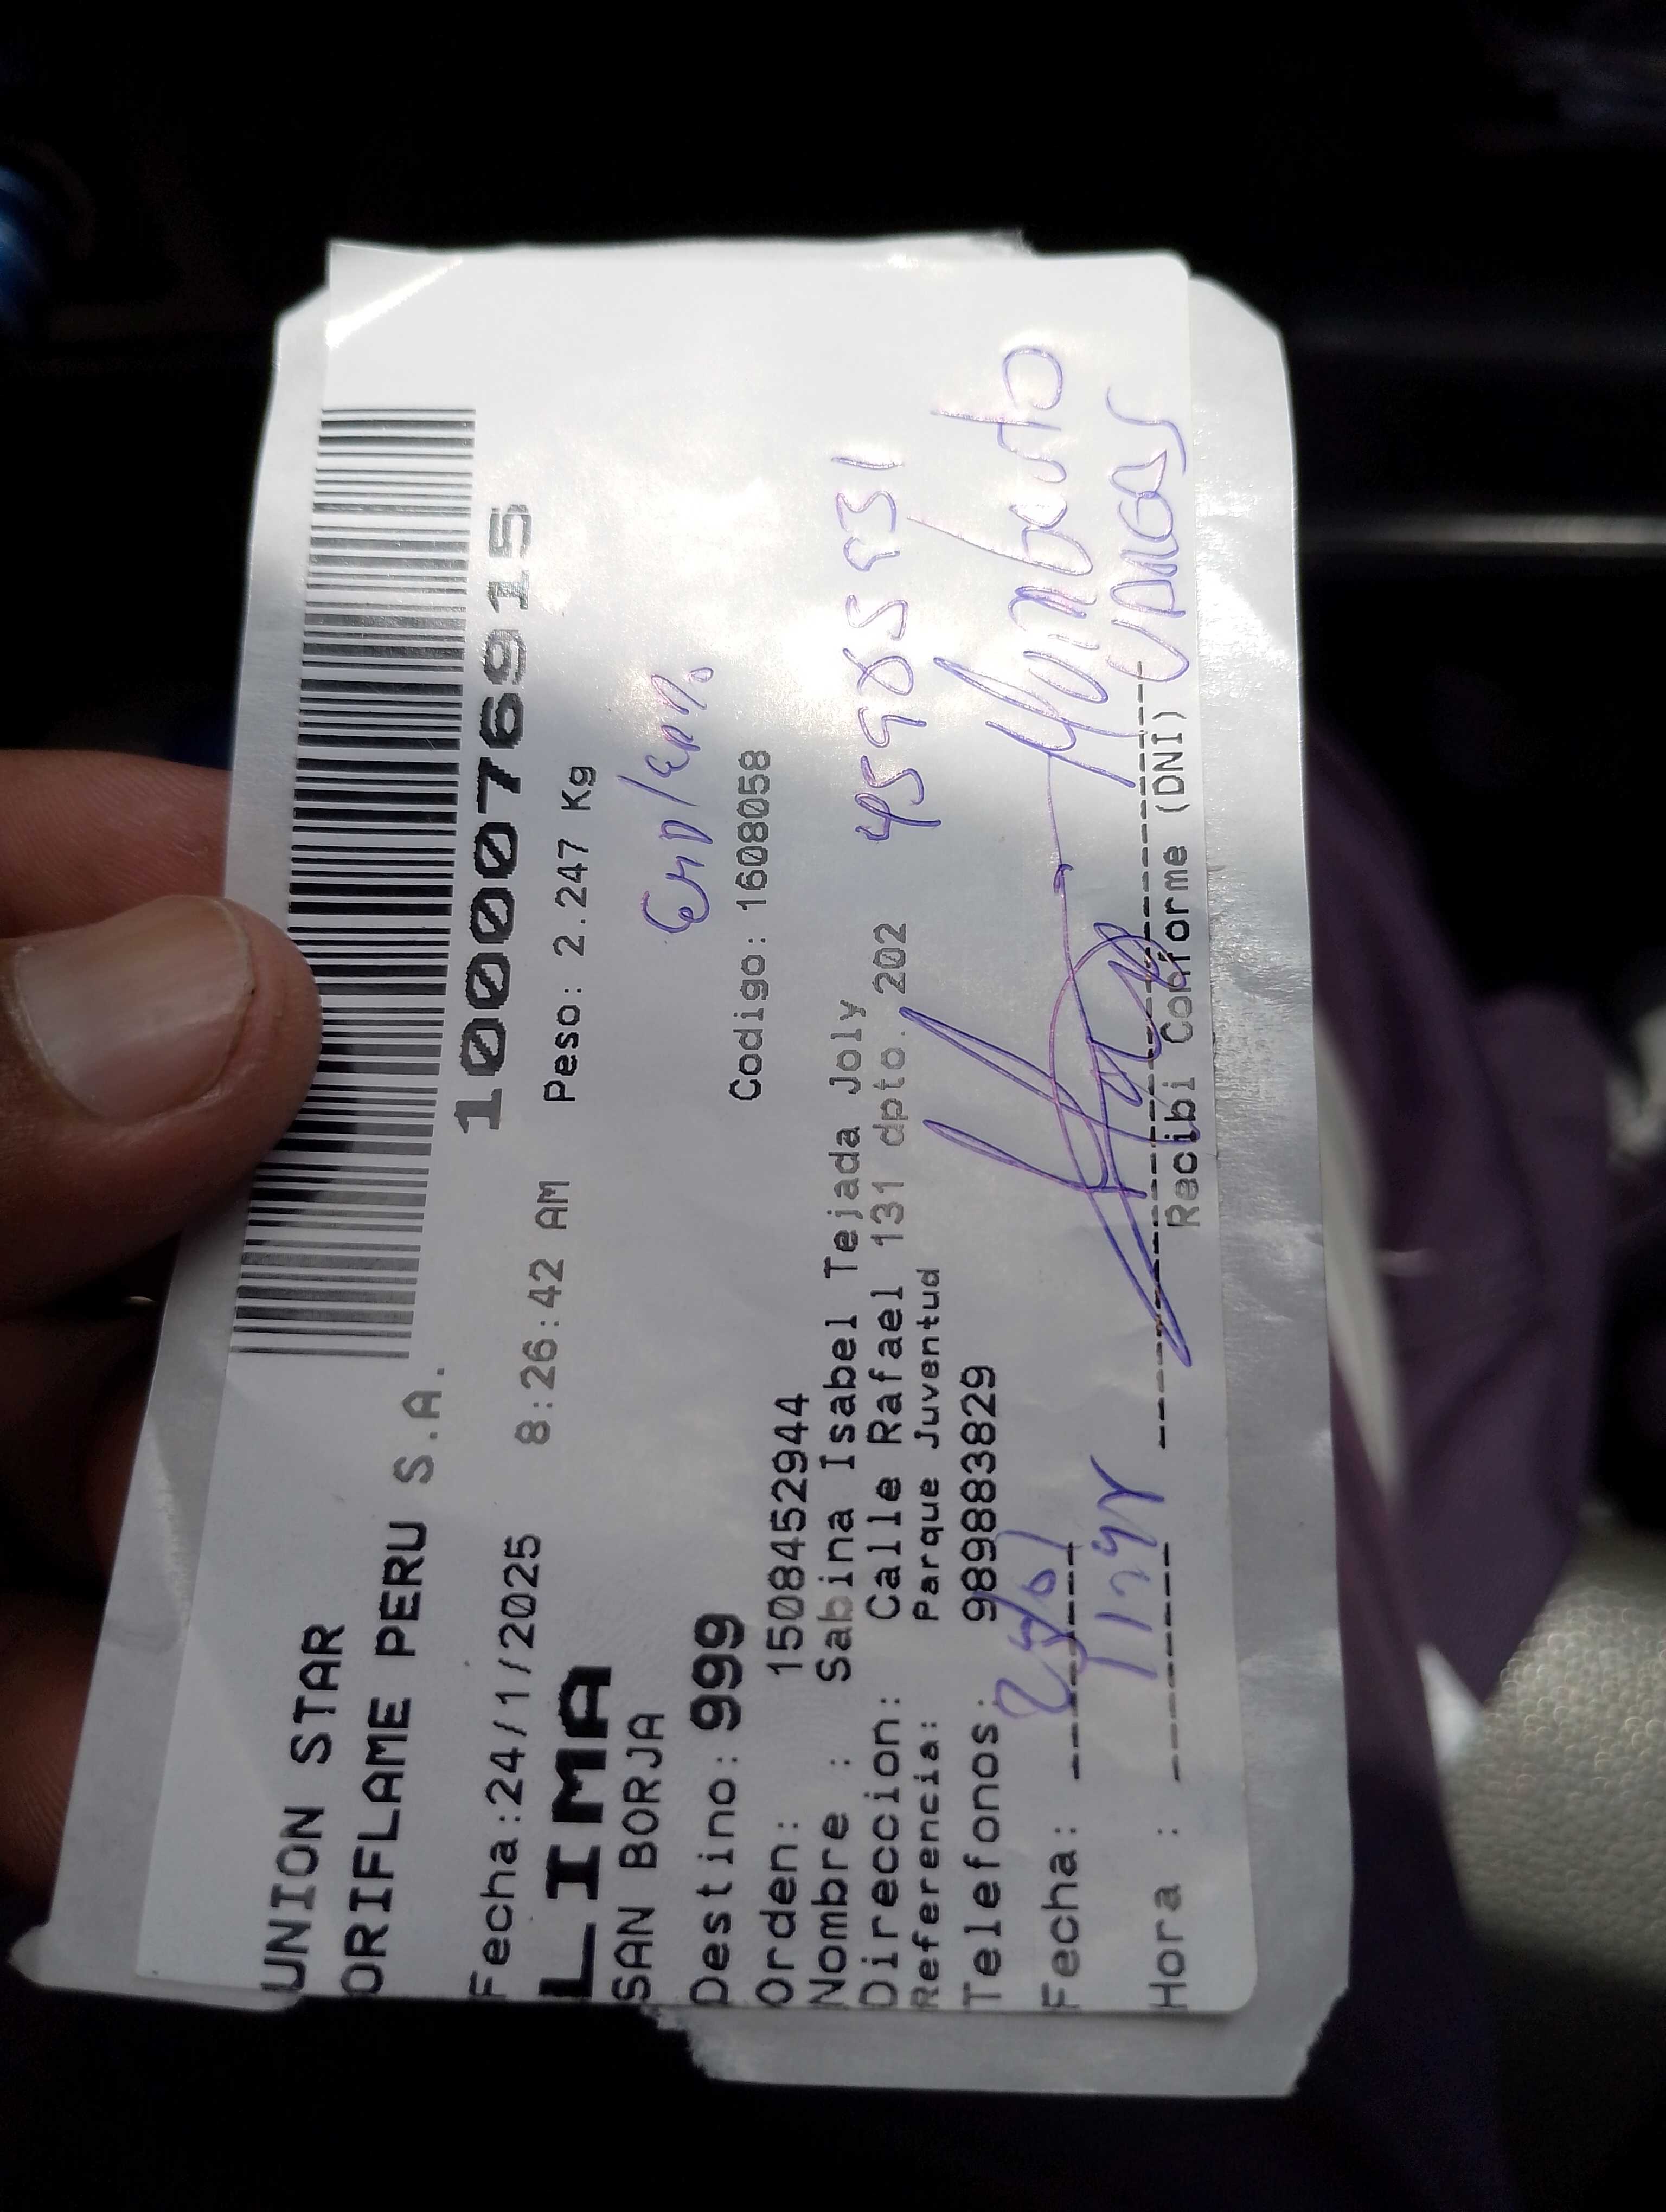 UNION STAR
ORIFLAME PERU S.A.
10000076915
Fecha:24/1/2025 8:26:42 AM Peso: 2.247 Kg
LIMA
SAN BORJA
Destino: 999 Codigo: 1608058
Orden: 1508452944
Nombre : Sabina Isabel Tejada Joly
Direccion: Calle Rafael 131 dpto. 202
Referencia: Parque Juventud
Telefonos: 989883829
Fecha:
Hora :
Recibi Conforme (DNI)